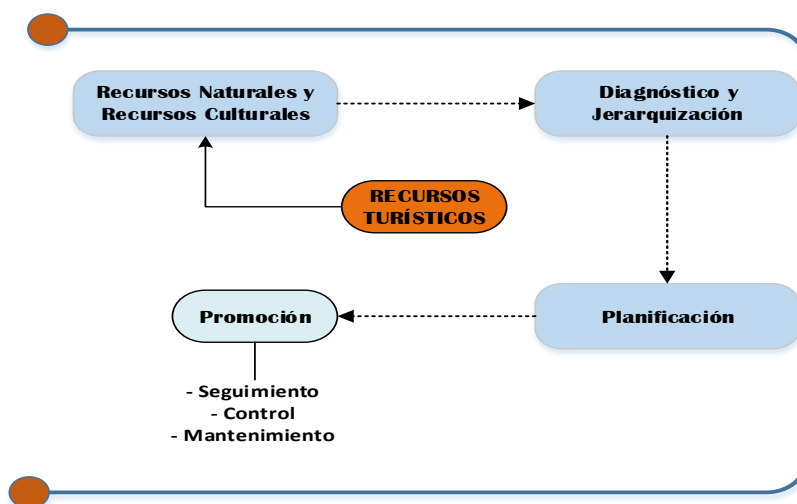 Recursos Naturales y
Recursos Culturales
Diagnóstico y
Jerarquización
RECURSOS
TURÍSTICOS
Promoción
Planificación
- Seguimiento
- Control
- Mantenimiento